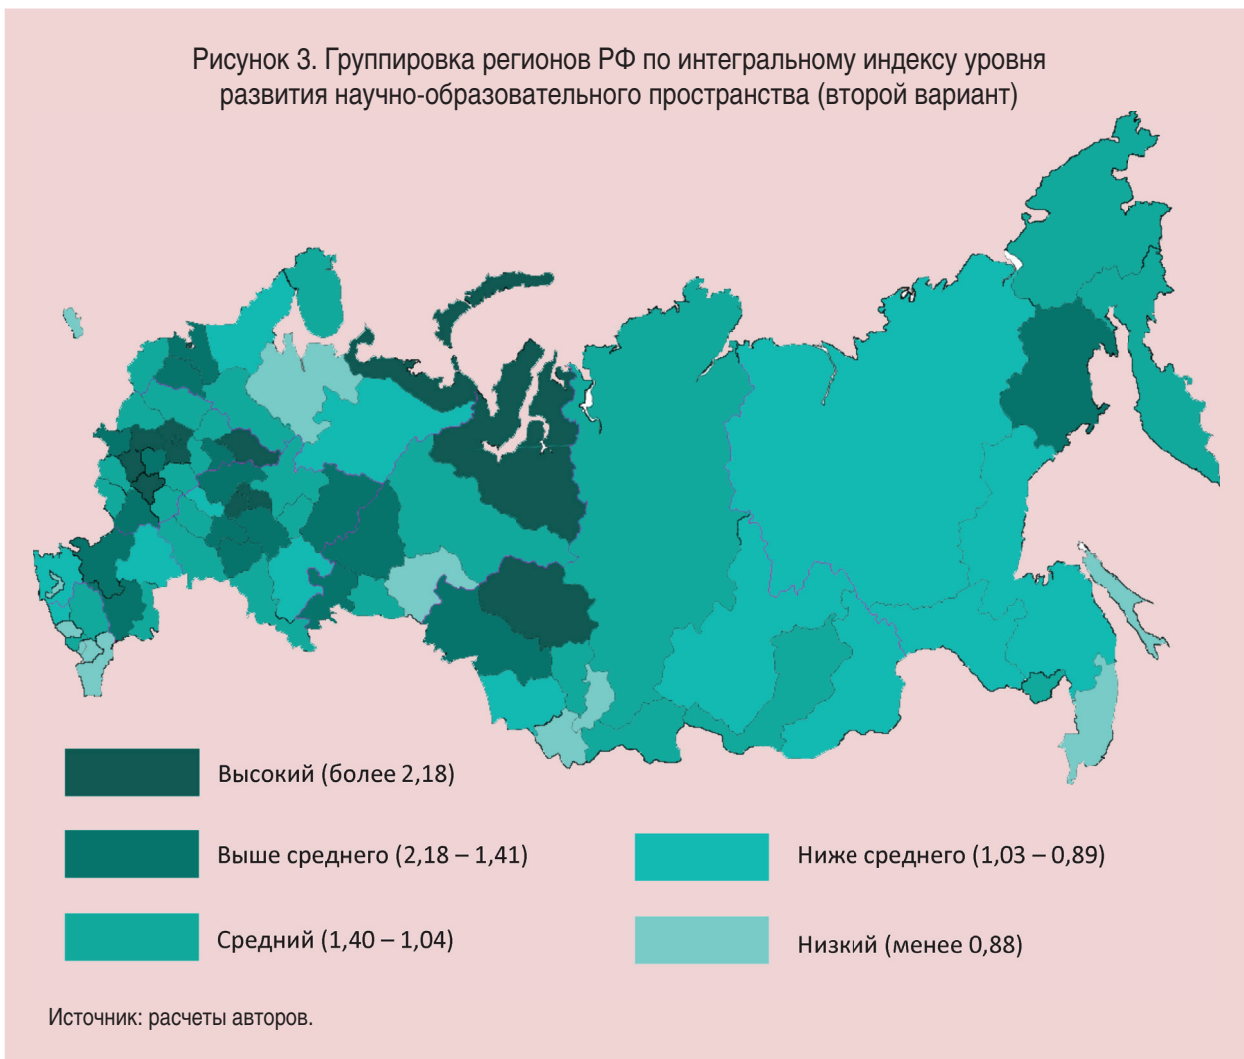 Рисунок 3. Группировка регионов РФ по интегральному индексу уровня
развития научно-образовательного пространства (второй вариант)
Высокий (более 2,18)
Выше среднего (2,18 – 1,41)
Средний (1,40 – 1,04)
Ниже среднего (1,03 – 0,89)
Низкий (менее 0,88)
Источник: расчеты авторов.